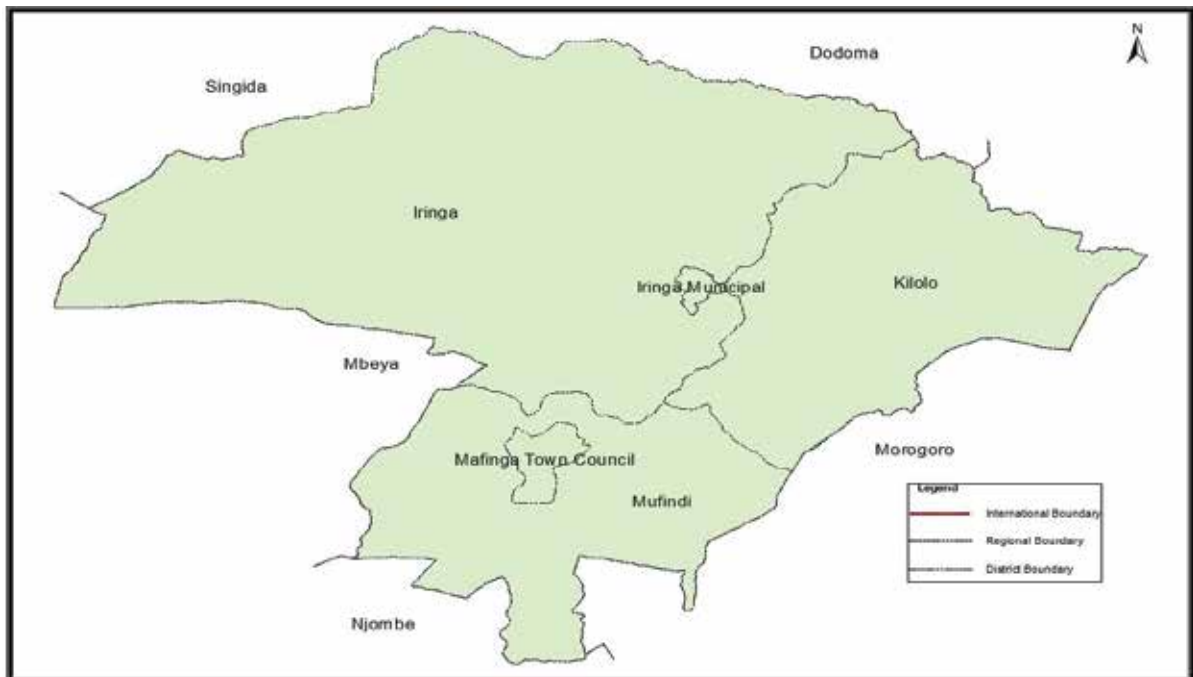 N
Dodoma
Singida
Iringa
Iringa Municipal
Kilolo
Mbeya
Mafinga Town Council
Morogoro
Mufindi
Legend
International Boundary
Regional Boundary
District Boundary
Njombe